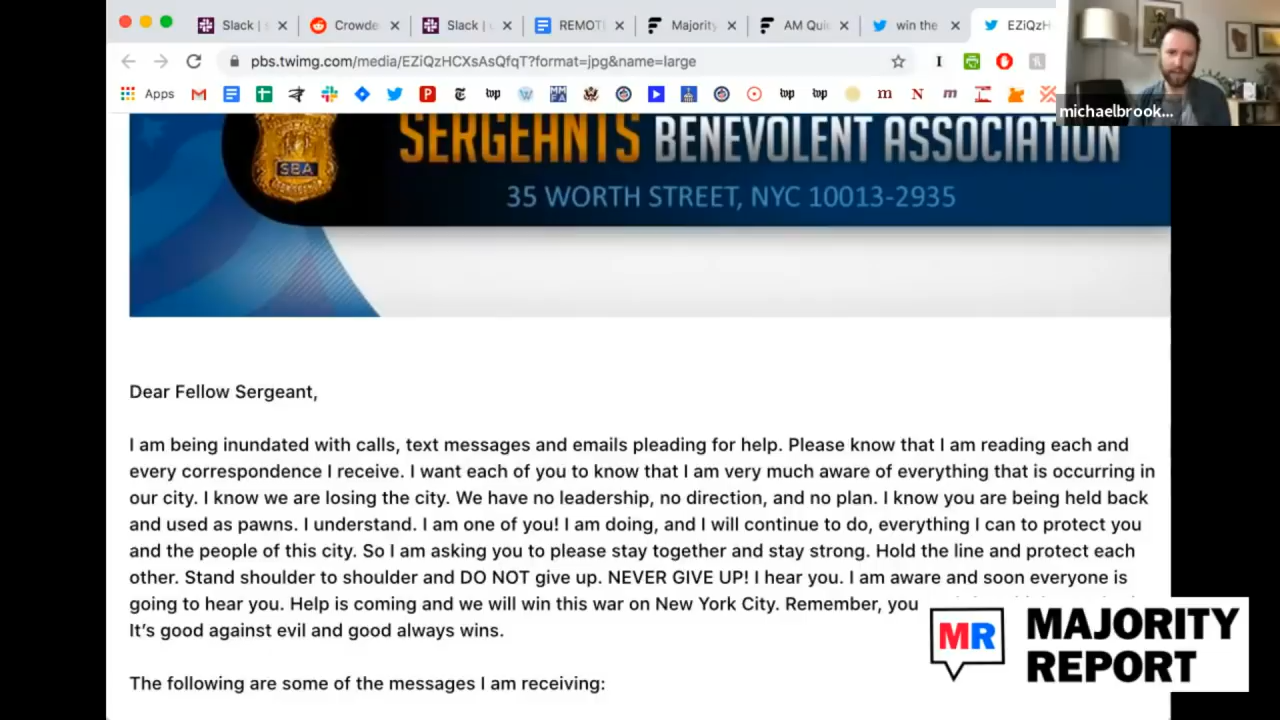 Slack |
Crowde
Slack |
REMOT
Majority
AM Qui
win the
EZiQzH
pbs.twimg.com/media/EZiQzHCXsAsQfqT?format=jpg&name=large
Apps
michaelbrook...
SBA
SERGEANTS BENEVOLENT ASSOCIATION
35 WORTH STREET, NYC 10013-2935
Dear Fellow Sergeant,
I am being inundated with calls, text messages and emails pleading for help. Please know that I am reading each and
every correspondence I receive. I want each of you to know that I am very much aware of everything that is occurring in
our city. I know we are losing the city. We have no leadership, no direction, and no plan. I know you are being held back
and used as pawns. I understand. I am one of you! I am doing, and I will continue to do, everything I can to protect you
and the people of this city. So I am asking you to please stay together and stay strong. Hold the line and protect each
other. Stand shoulder to shoulder and DO NOT give up. NEVER GIVE UP! I hear you. I am aware and soon everyone is
going to hear you. Help is coming and we will win this war on New York City. Remember, you
It's good against evil and good always wins.
The following are some of the messages I am receiving:
MR MAJORITY
REPORT